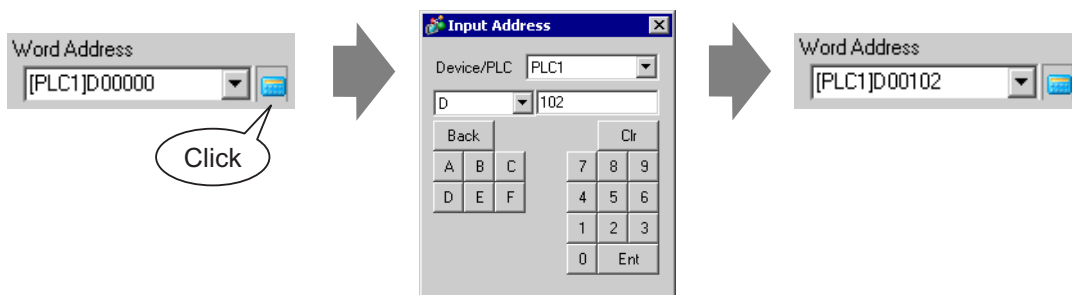 Word Address
[PLC1]D00000
Click
Input Address
Device/PLC PLC1
D 102
Back Clr
A B C 7 8 9
D E F 4 5 6
1 2 3
0 Ent
Word Address
[PLC1]D00102